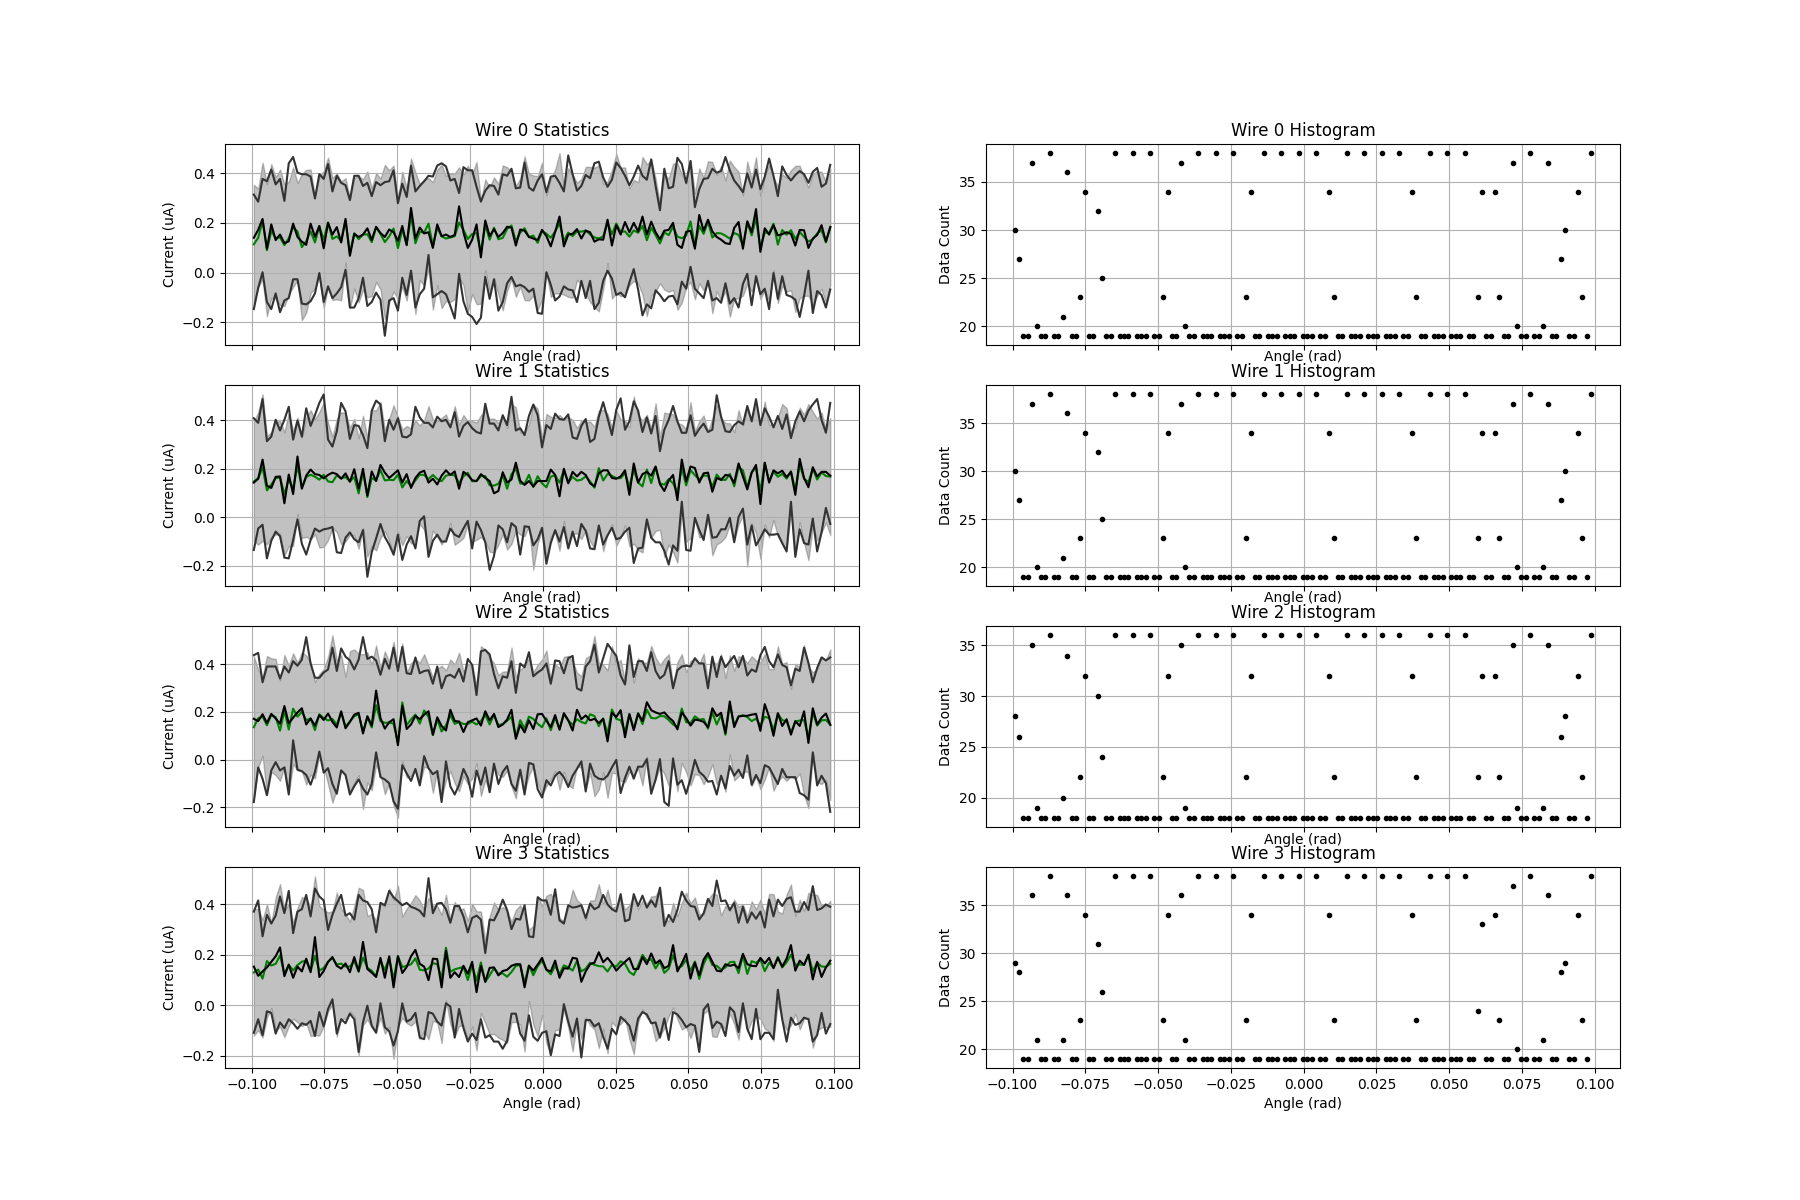 Wire 0 Statistics
Current (uA)
0.4
0.2
0.0
−0.2
Angle (rad)
Wire 0 Histogram
Data Count
35
30
25
20
Angle (rad)
Wire 1 Statistics
Current (uA)
0.4
0.2
0.0
−0.2
Angle (rad)
Wire 1 Histogram
Data Count
35
30
25
20
Angle (rad)
Wire 2 Statistics
Current (uA)
0.4
0.2
0.0
−0.2
Angle (rad)
Wire 2 Histogram
Data Count
35
30
25
20
Angle (rad)
Wire 3 Statistics
Current (uA)
0.4
0.2
0.0
−0.2
−0.100 −0.075 −0.050 −0.025 0.000 0.025 0.050 0.075 0.100
Angle (rad)
Wire 3 Histogram
Data Count
35
30
25
20
−0.100 −0.075 −0.050 −0.025 0.000 0.025 0.050 0.075 0.100
Angle (rad)